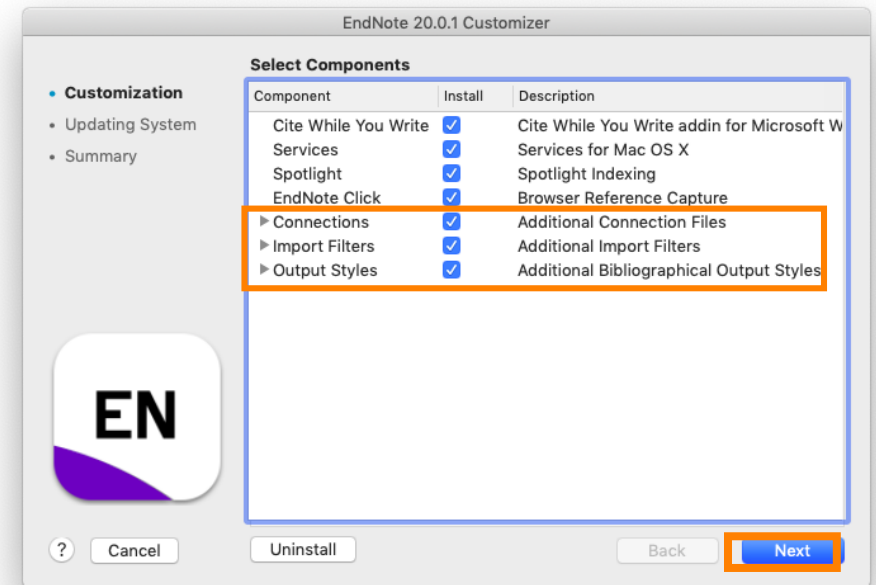 EndNote 20.0.1 Customizer
Select Components
• Customization
• Updating System
• Summary
Component Install Description
Cite While You Write Cite While You Write addin for Microsoft W
Services Services for Mac OS X
Spotlight Spotlight Indexing
EndNote Click Browser Reference Capture
Connections Additional Connection Files
Import Filters Additional Import Filters
Output Styles Additional Bibliographical Output Styles
EN
? Cancel Uninstall Back Next